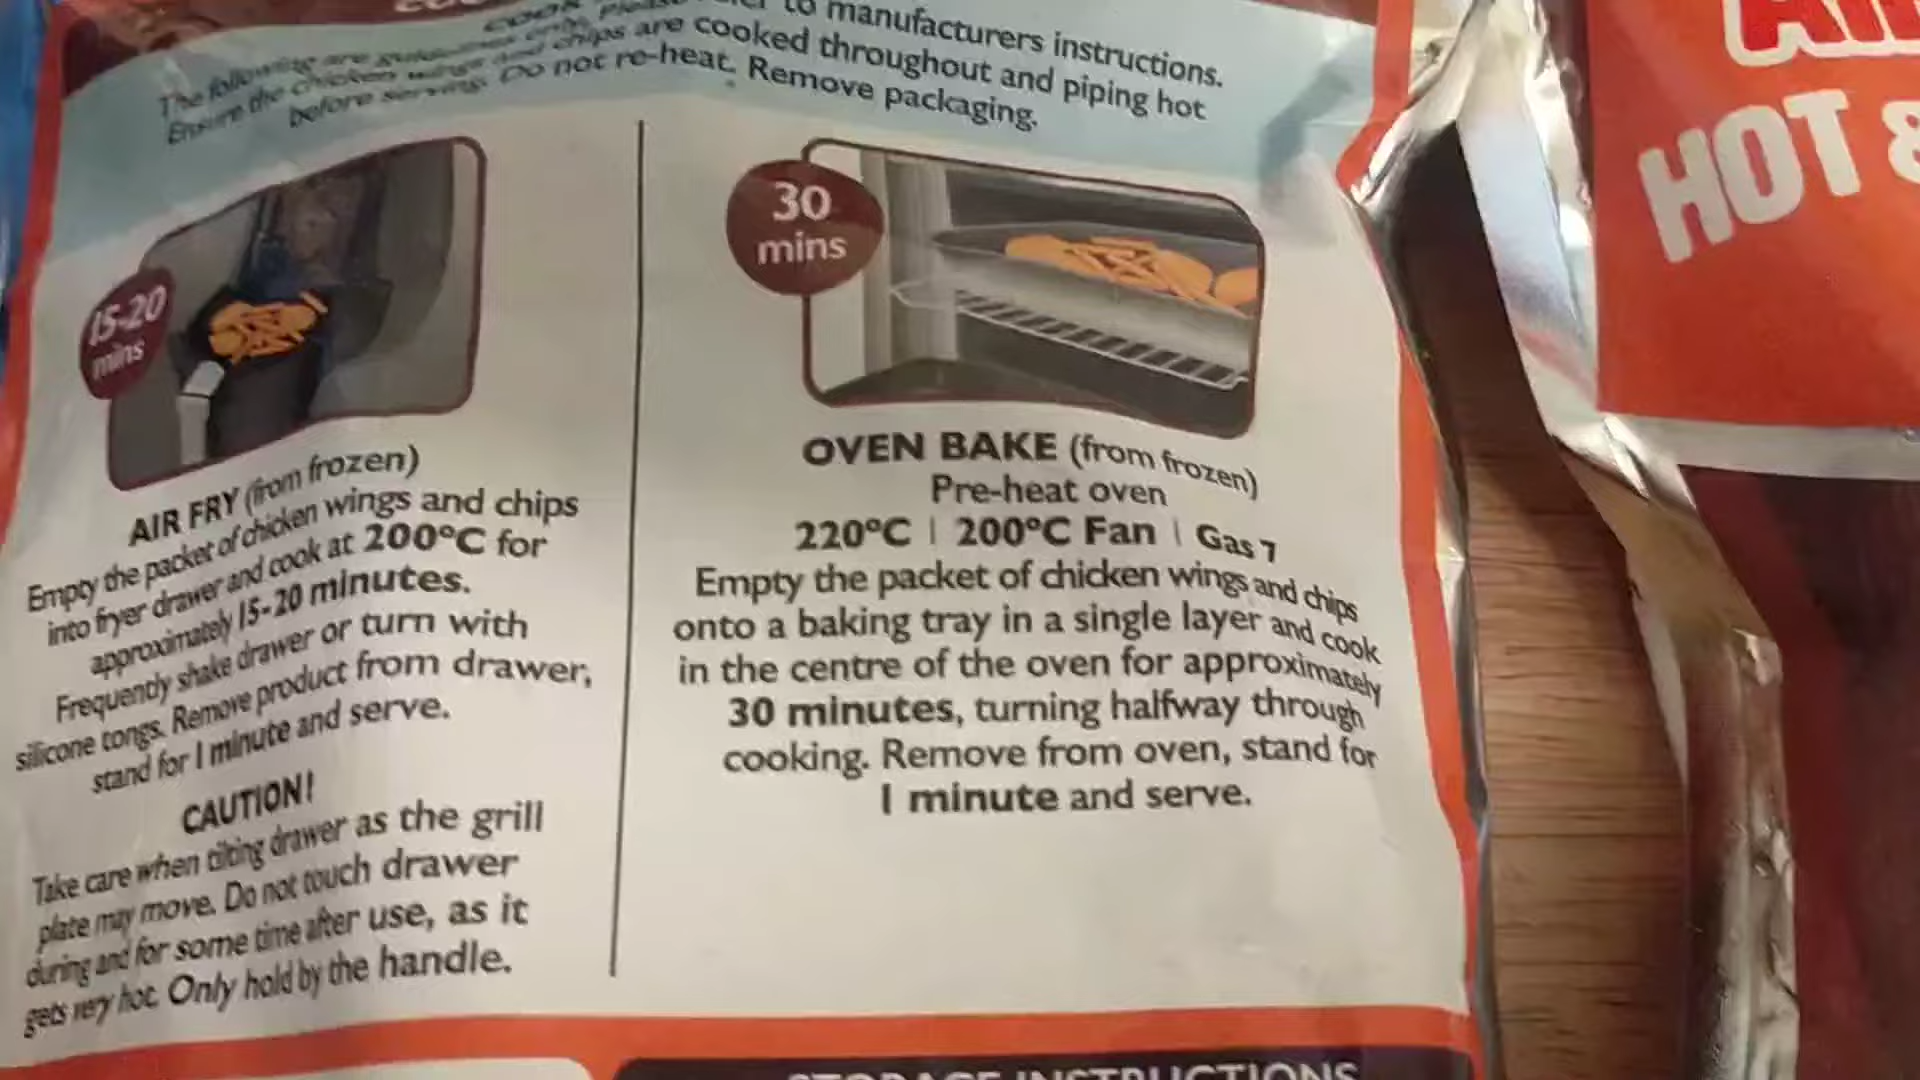 COOK
The following are guidelines only. Please refer to manufacturers instructions.
Ensure the chicken wings and chips are cooked throughout and piping hot
before serving. Do not re-heat. Remove packaging.
15-20
mins
AIR FRY (from frozen)
Empty the packet of chicken wings and chips
into fryer drawer and cook at 200°C for
approximately 15-20 minutes.
Frequently shake drawer or turn with
silicone tongs. Remove product from drawer,
stand for 1 minute and serve.
CAUTION!
Take care when tilting drawer as the grill
plate may move. Do not touch drawer
during and for some time after use, as it
gets very hot. Only hold by the handle.
30
mins
OVEN BAKE (from frozen)
Pre-heat oven
220°C | 200°C Fan | Gas 7
Empty the packet of chicken wings and chips
onto a baking tray in a single layer and cook
in the centre of the oven for approximately
30 minutes, turning halfway through
cooking. Remove from oven, stand for
1 minute and serve.
STORAGE INSTRUCTIONS
HOT &